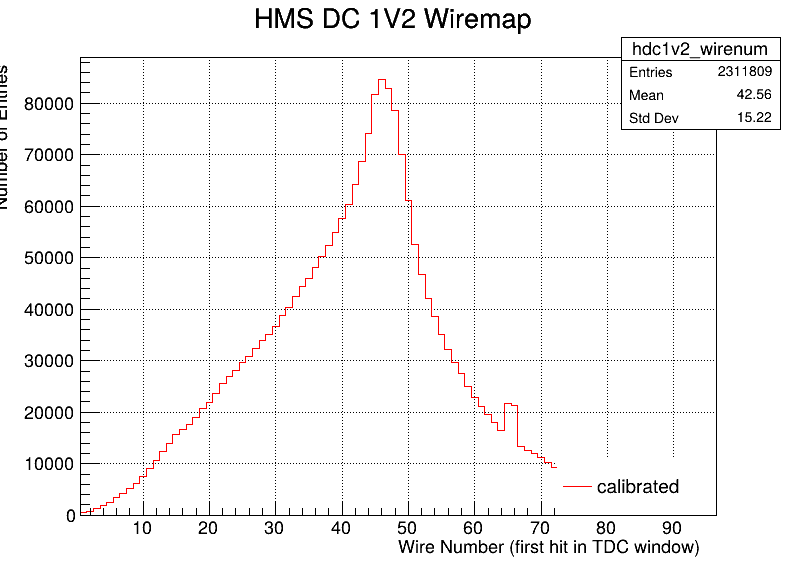 HMS DC 1V2 Wiremap
hdc1v2_wirenum
Entries 2311809
Mean 42.56
Std Dev 15.22
Number of Entries
80000
70000
60000
50000
40000
30000
20000
10000
0
10 20 30 40 50 60 70 80 90
calibrated
Wire Number (first hit in TDC window)